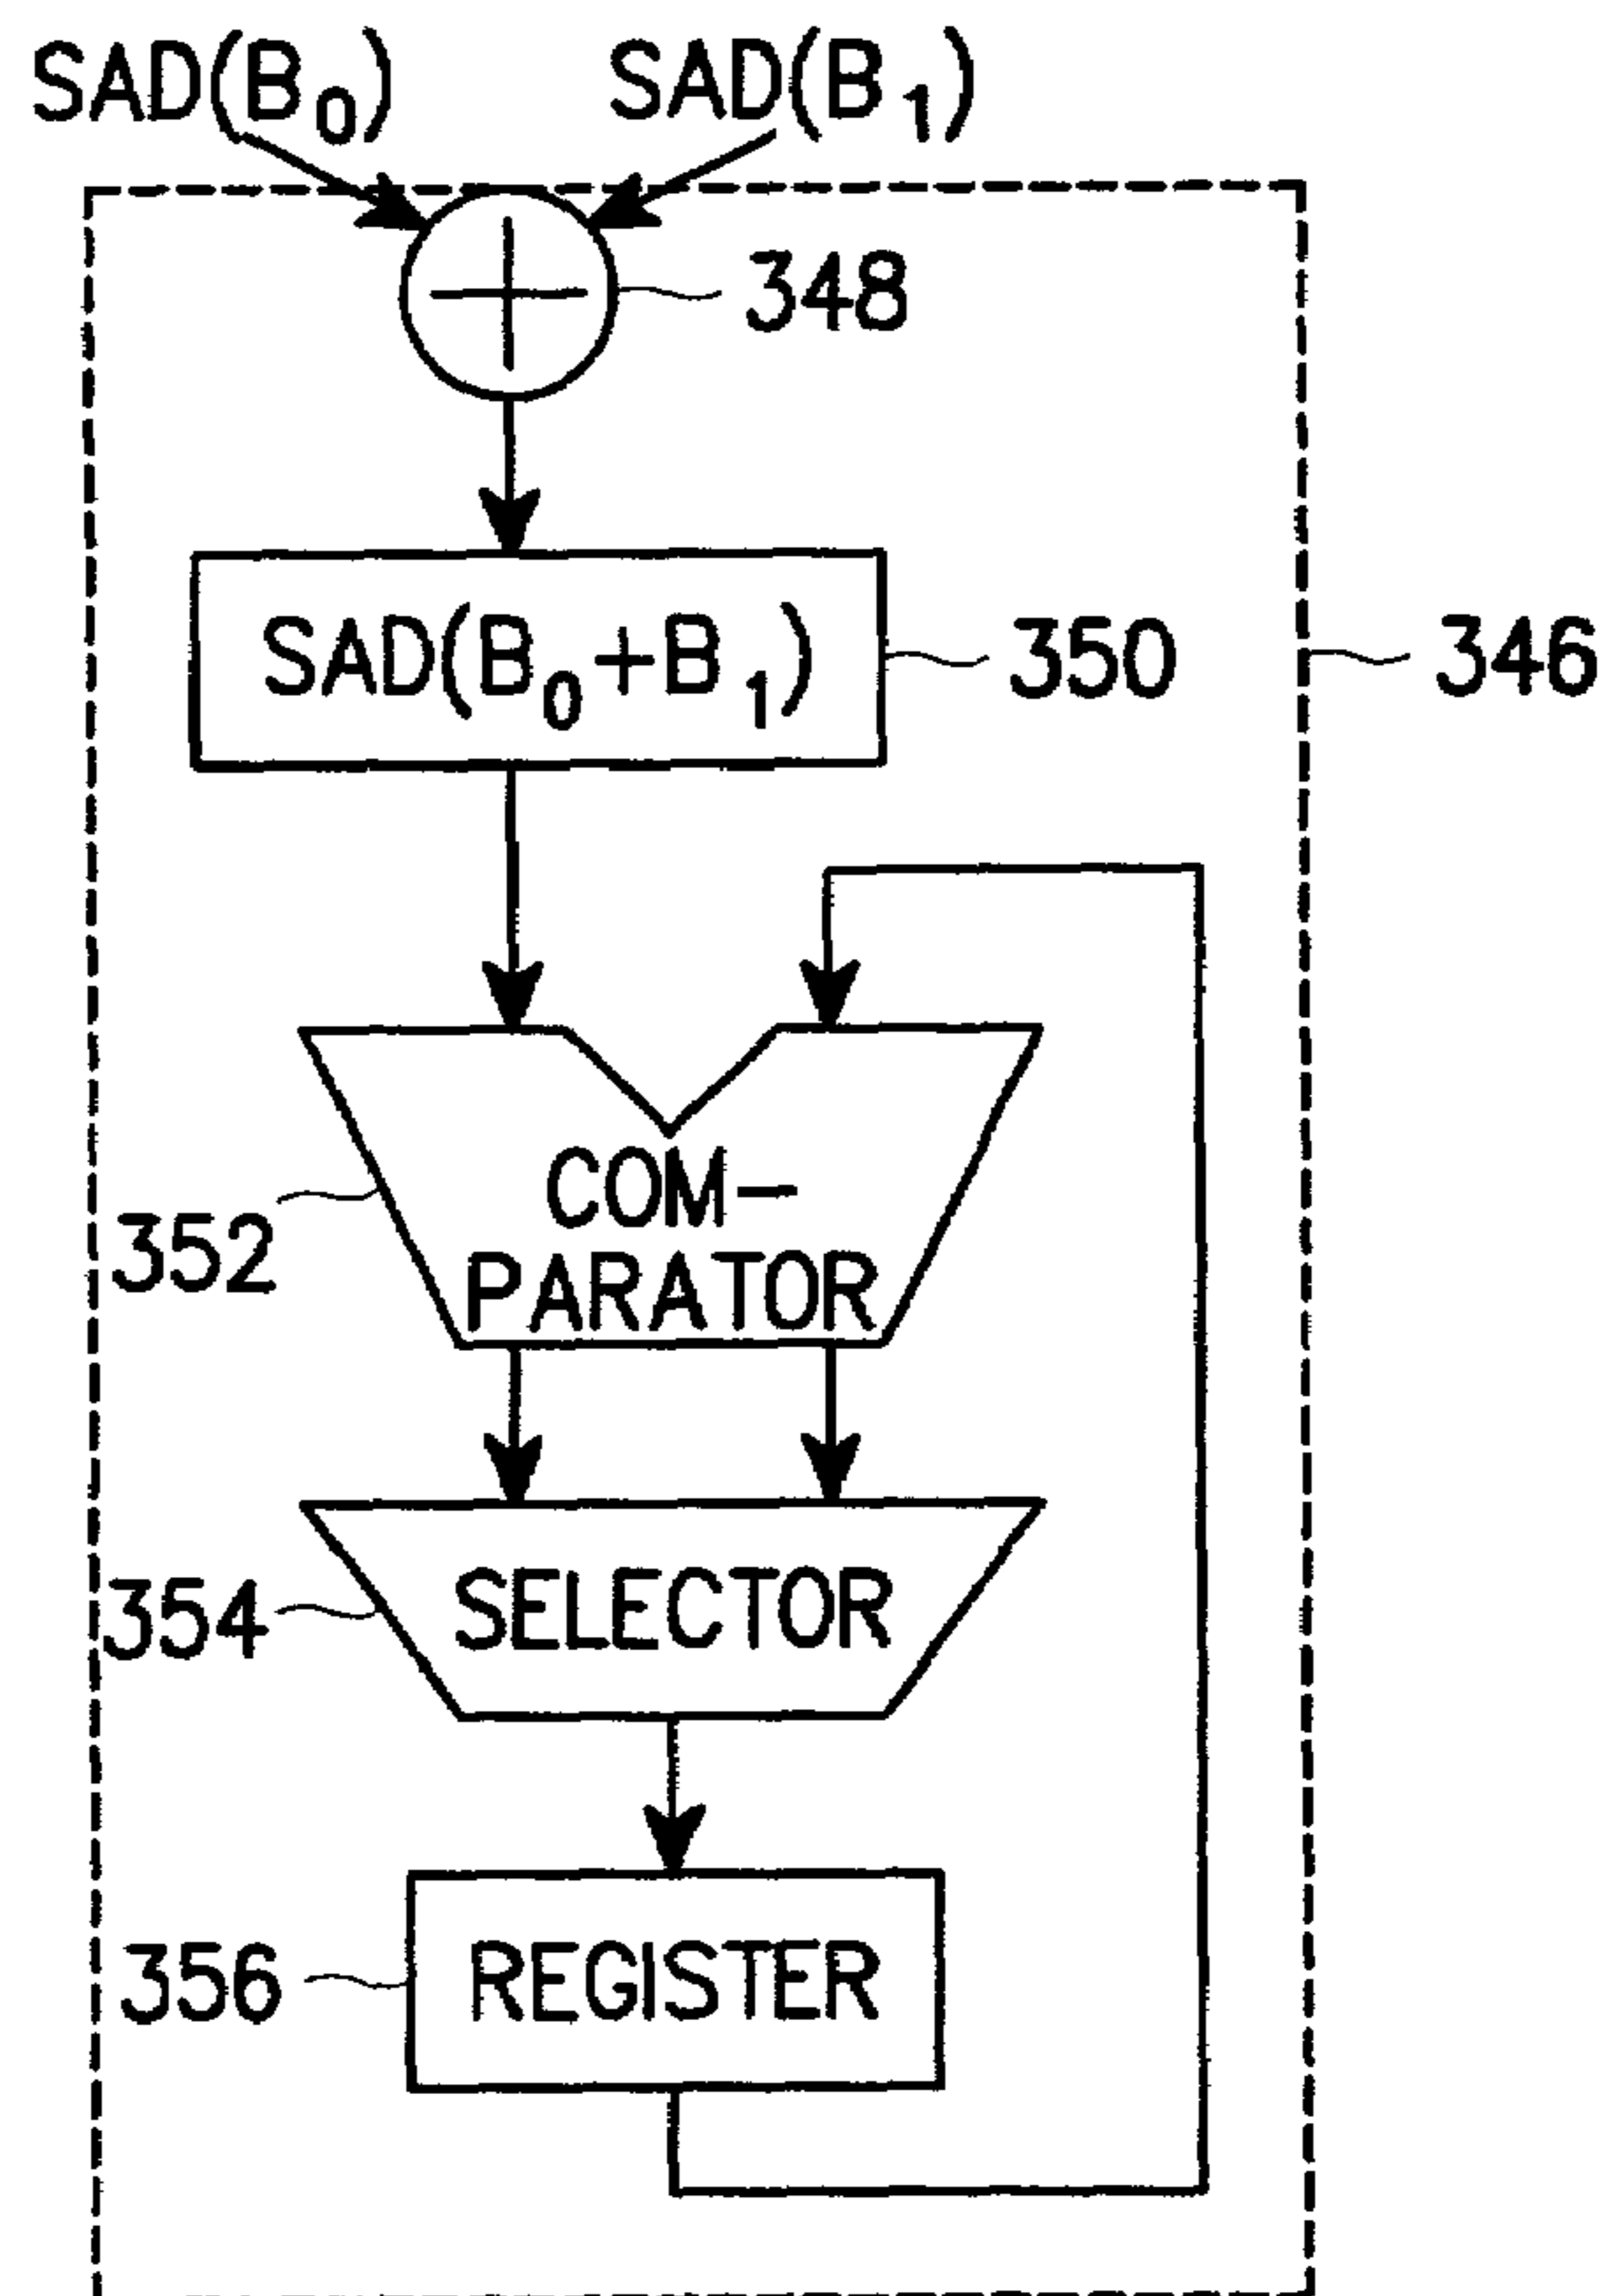 SAD(B₀) SAD(B₁)
348
SAD(B₀+B₁) 350 346
COM-
352
PARATOR
354 SELECTOR
356 REGISTER